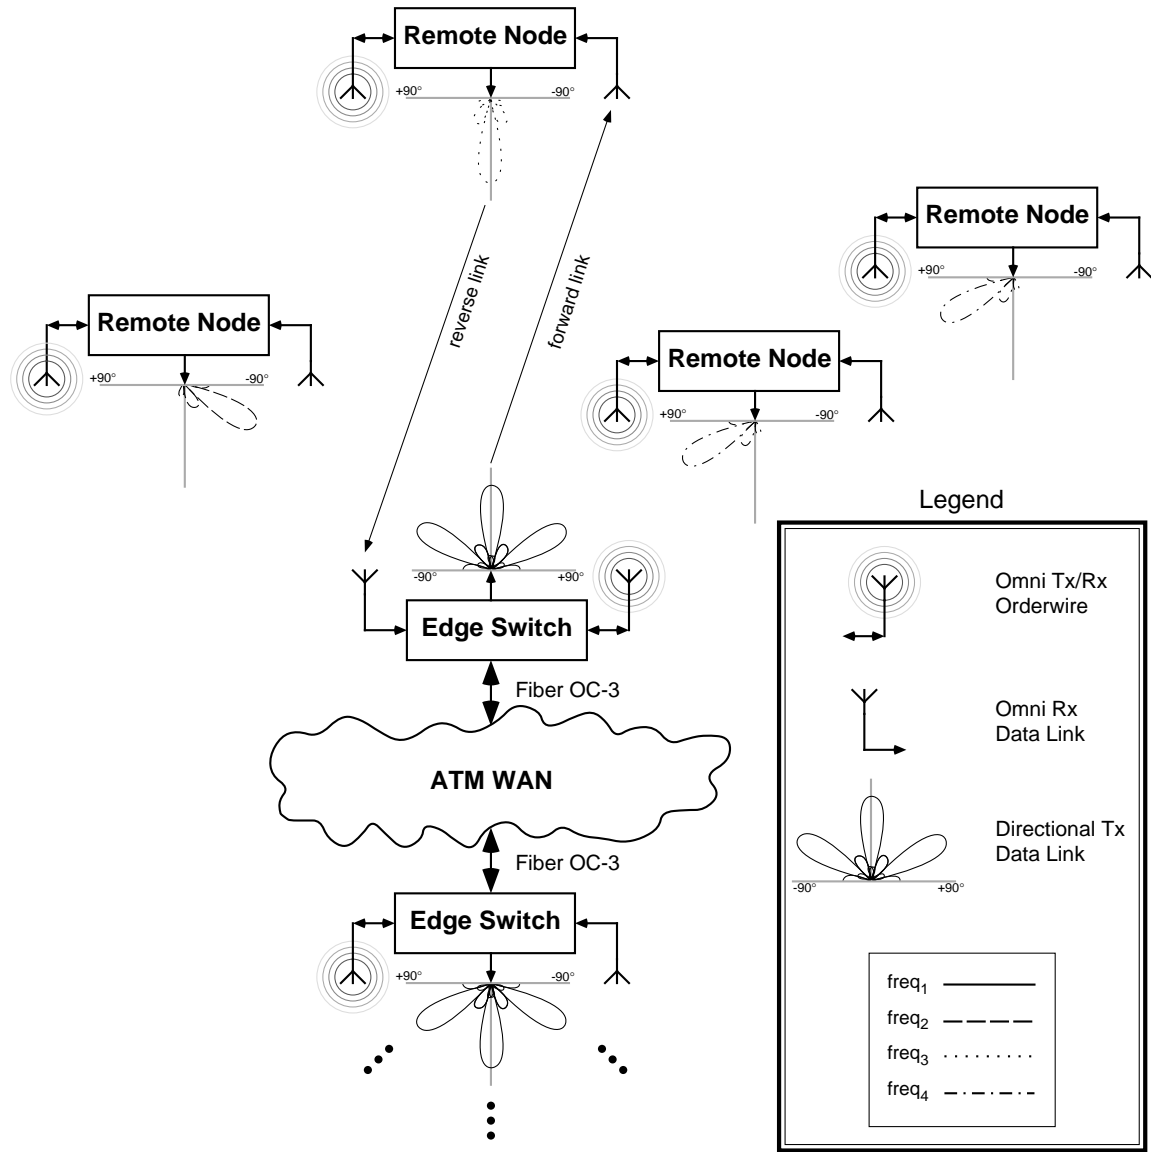 Remote Node
+90° -90°
Remote Node
+90° -90°
reverse link
forward link
Remote Node
+90° -90°
Remote Node
+90° -90°
-90° +90°
Edge Switch
Fiber OC-3
ATM WAN
Fiber OC-3
Edge Switch
+90° -90°
Legend
Omni Tx/Rx
Orderwire
Omni Rx
Data Link
Directional Tx
Data Link
-90° +90°
freq1
freq2
freq3
freq4